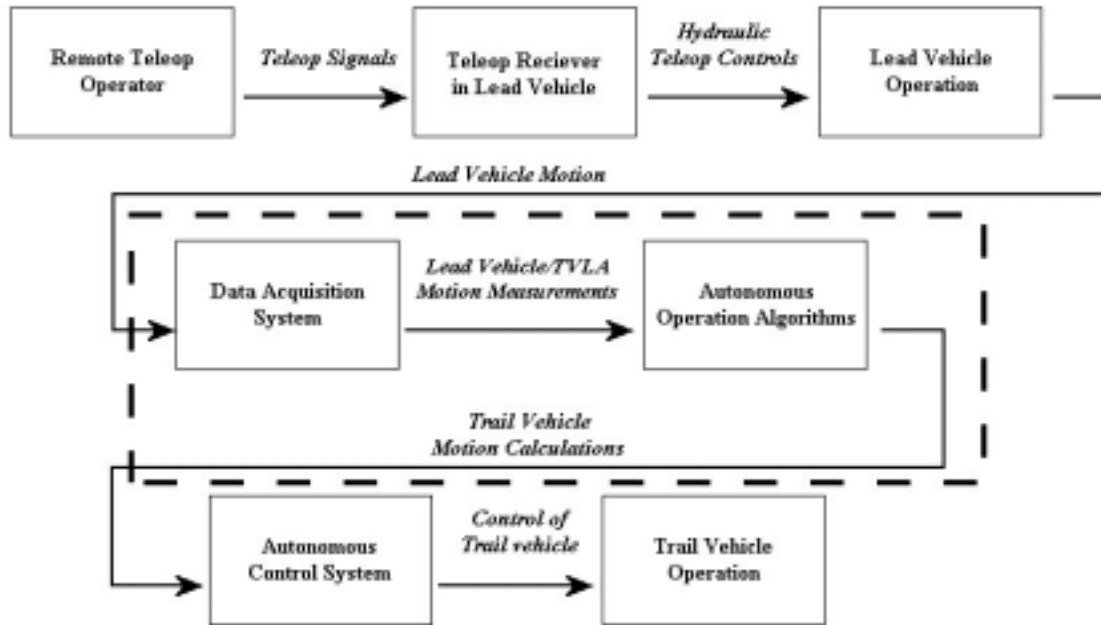 Remote Teleop
Operator
Teleop Signals
Teleop Reciever
in Lead Vehicle
Hydraulic
Teleop Controls
Lead Vehicle
Operation
Lead Vehicle Motion
Data Acquisition
System
Lead Vehicle/TVLA
Motion Measurements
Autonomous
Operation Algorithms
Trail Vehicle
Motion Calculations
Autonomous
Control System
Control of
Trail vehicle
Trail Vehicle
Operation